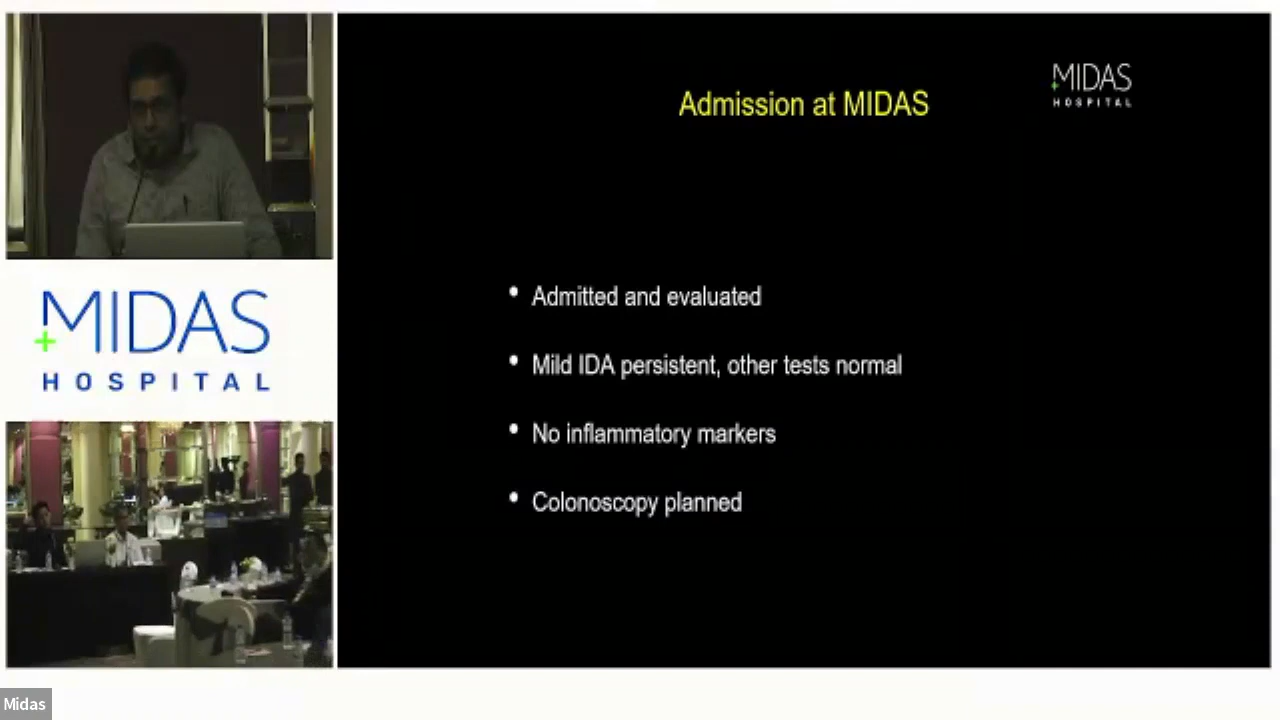 MIDAS
HOSPITAL
Admission at MIDAS
MIDAS
HOSPITAL
• Admitted and evaluated
• Mild IDA persistent, other tests normal
• No inflammatory markers
• Colonoscopy planned
Midas